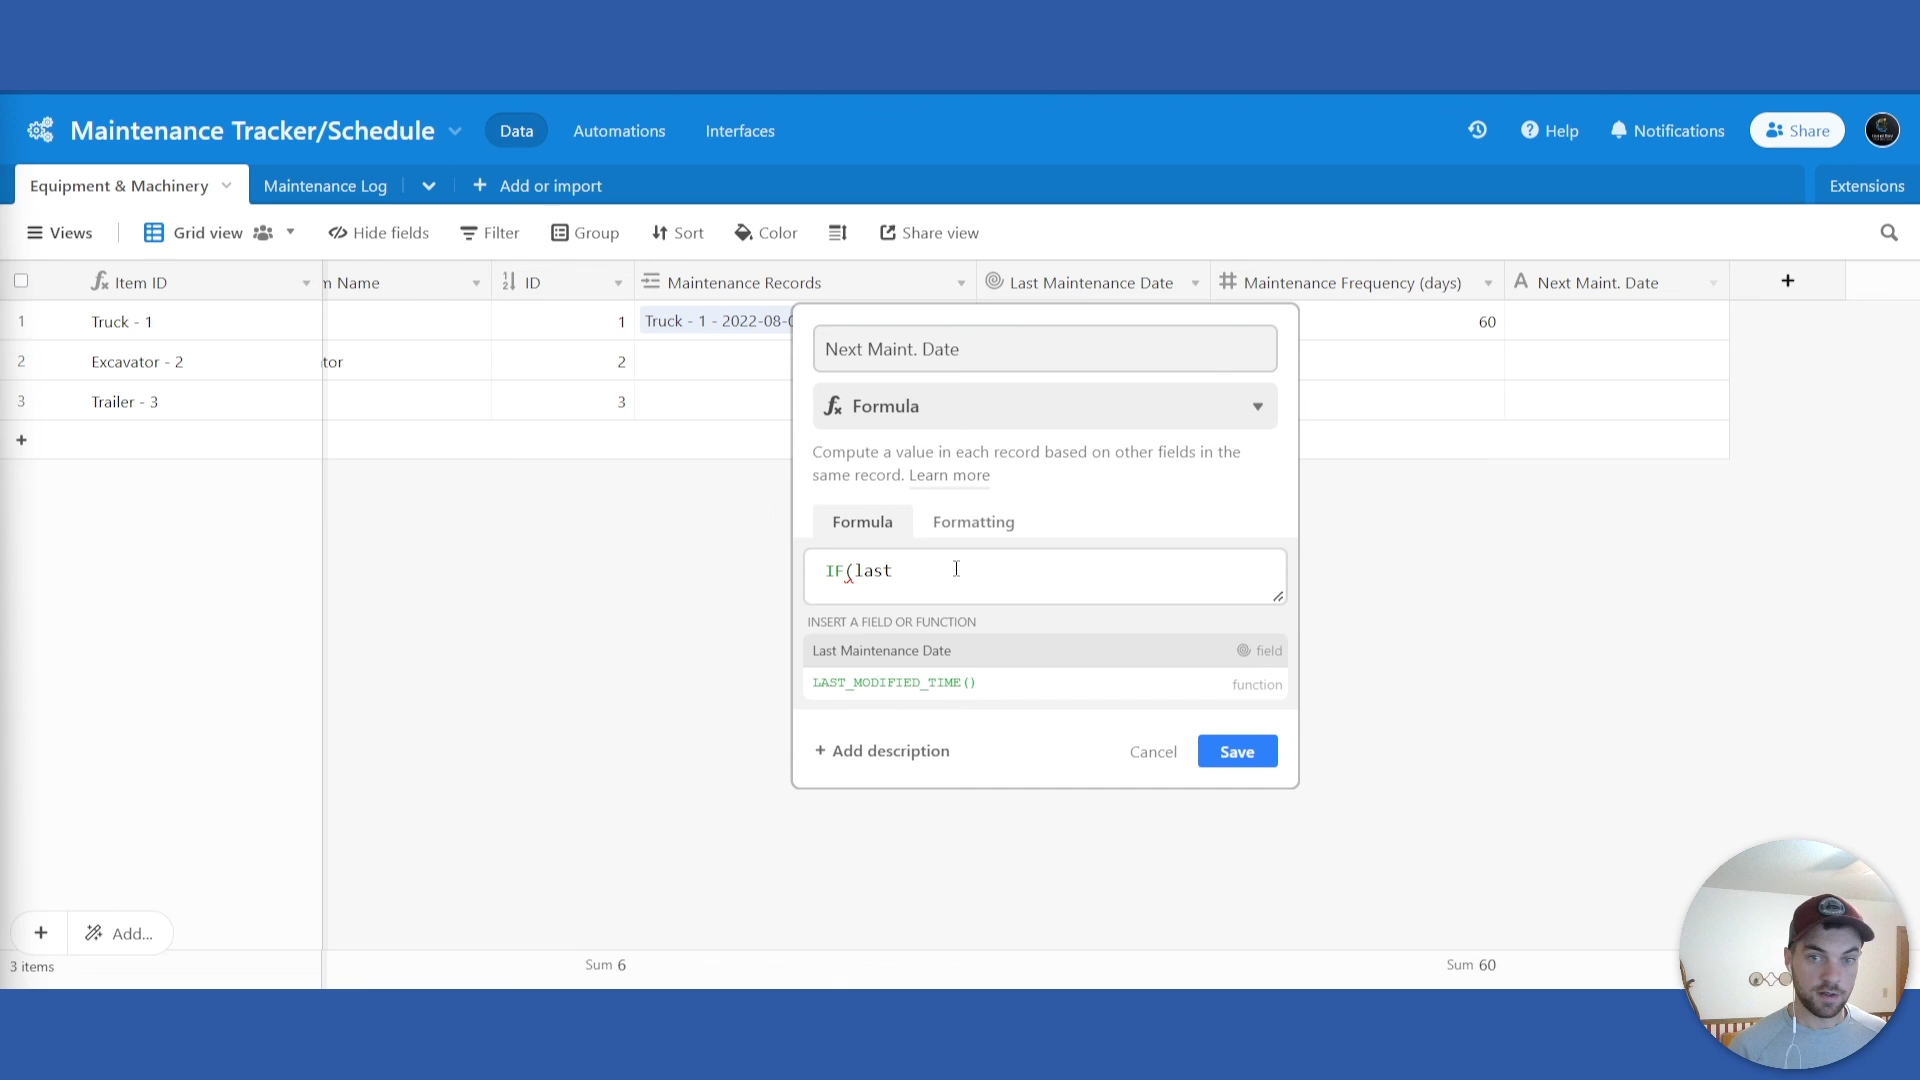 Maintenance Tracker/Schedule
Data
Automations
Interfaces
Help
Notifications
Share
Equipment & Machinery
Maintenance Log
Add or import
Extensions
Views
Grid view
Hide fields
Filter
Group
Sort
Color
Share view
Item ID
n Name
ID
Maintenance Records
Last Maintenance Date
Maintenance Frequency (days)
Next Maint. Date
1
Truck - 1
1
Truck - 1 - 2022-08-0
60
2
Excavator - 2
tor
2
3
Trailer - 3
3
Next Maint. Date
Formula
Compute a value in each record based on other fields in the
same record. Learn more
Formula
Formatting
IF(last
INSERT A FIELD OR FUNCTION
Last Maintenance Date
field
LAST_MODIFIED_TIME()
function
+ Add description
Cancel
Save
Add...
3 items
Sum 6
Sum 60